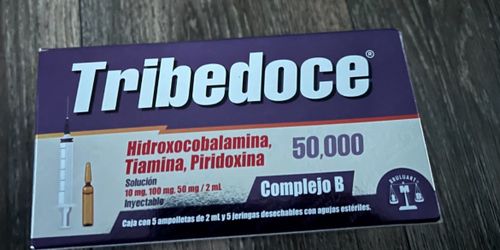 Tribedoce®
Hidroxocobalamina,
Tiamina, Piridoxina
50,000
Solución
10 mg, 100 mg, 50 mg / 2 mL
Inyectable
Complejo B
Caja con 5 ampolletas de 2 mL y 5 jeringas desechables con agujas estériles.
BRULUART